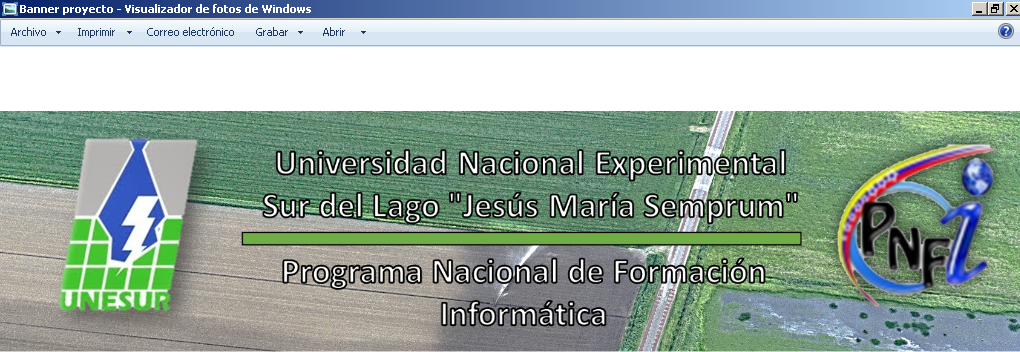 Banner proyecto - Visualizador de fotos de Windows
Archivo Imprimir Correo electrónico Grabar Abrir
Universidad Nacional Experimental
Sur del Lago "Jesús María Semprum"
Programa Nacional de Formación
Informática
UNESUR
PNFi